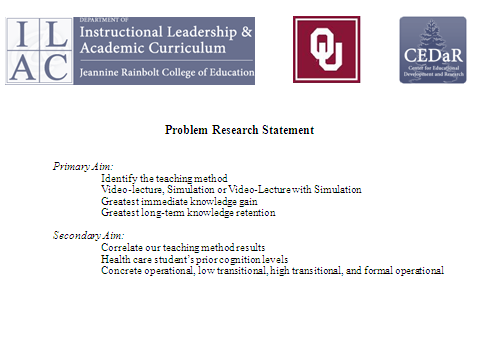 IL
AC
DEPARTMENT OF
Instructional Leadership &
Academic Curriculum
Jeannine Rainbolt College of Education
OU
CEDaR
Center for Educational
Development and Research
Problem Research Statement
Primary Aim:
Identify the teaching method
Video-lecture, Simulation or Video-Lecture with Simulation
Greatest immediate knowledge gain
Greatest long-term knowledge retention
Secondary Aim:
Correlate our teaching method results
Health care student's prior cognition levels
Concrete operational, low transitional, high transitional, and formal operational